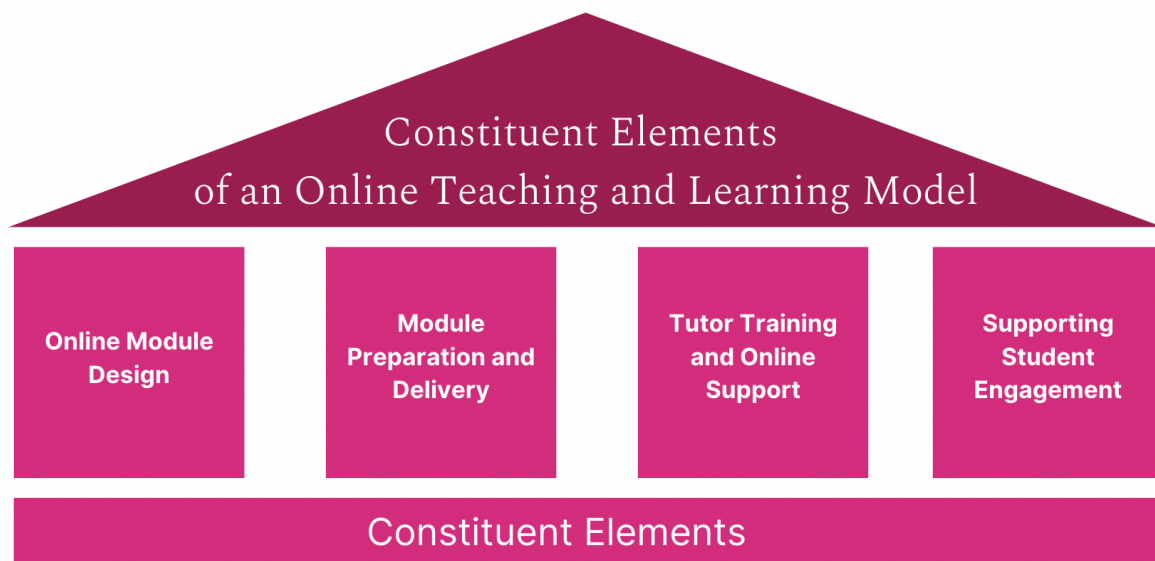 Constituent Elements
of an Online Teaching and Learning Model
Online Module
Design
Module
Preparation and
Delivery
Tutor Training
and Online
Support
Supporting
Student
Engagement
Constituent Elements